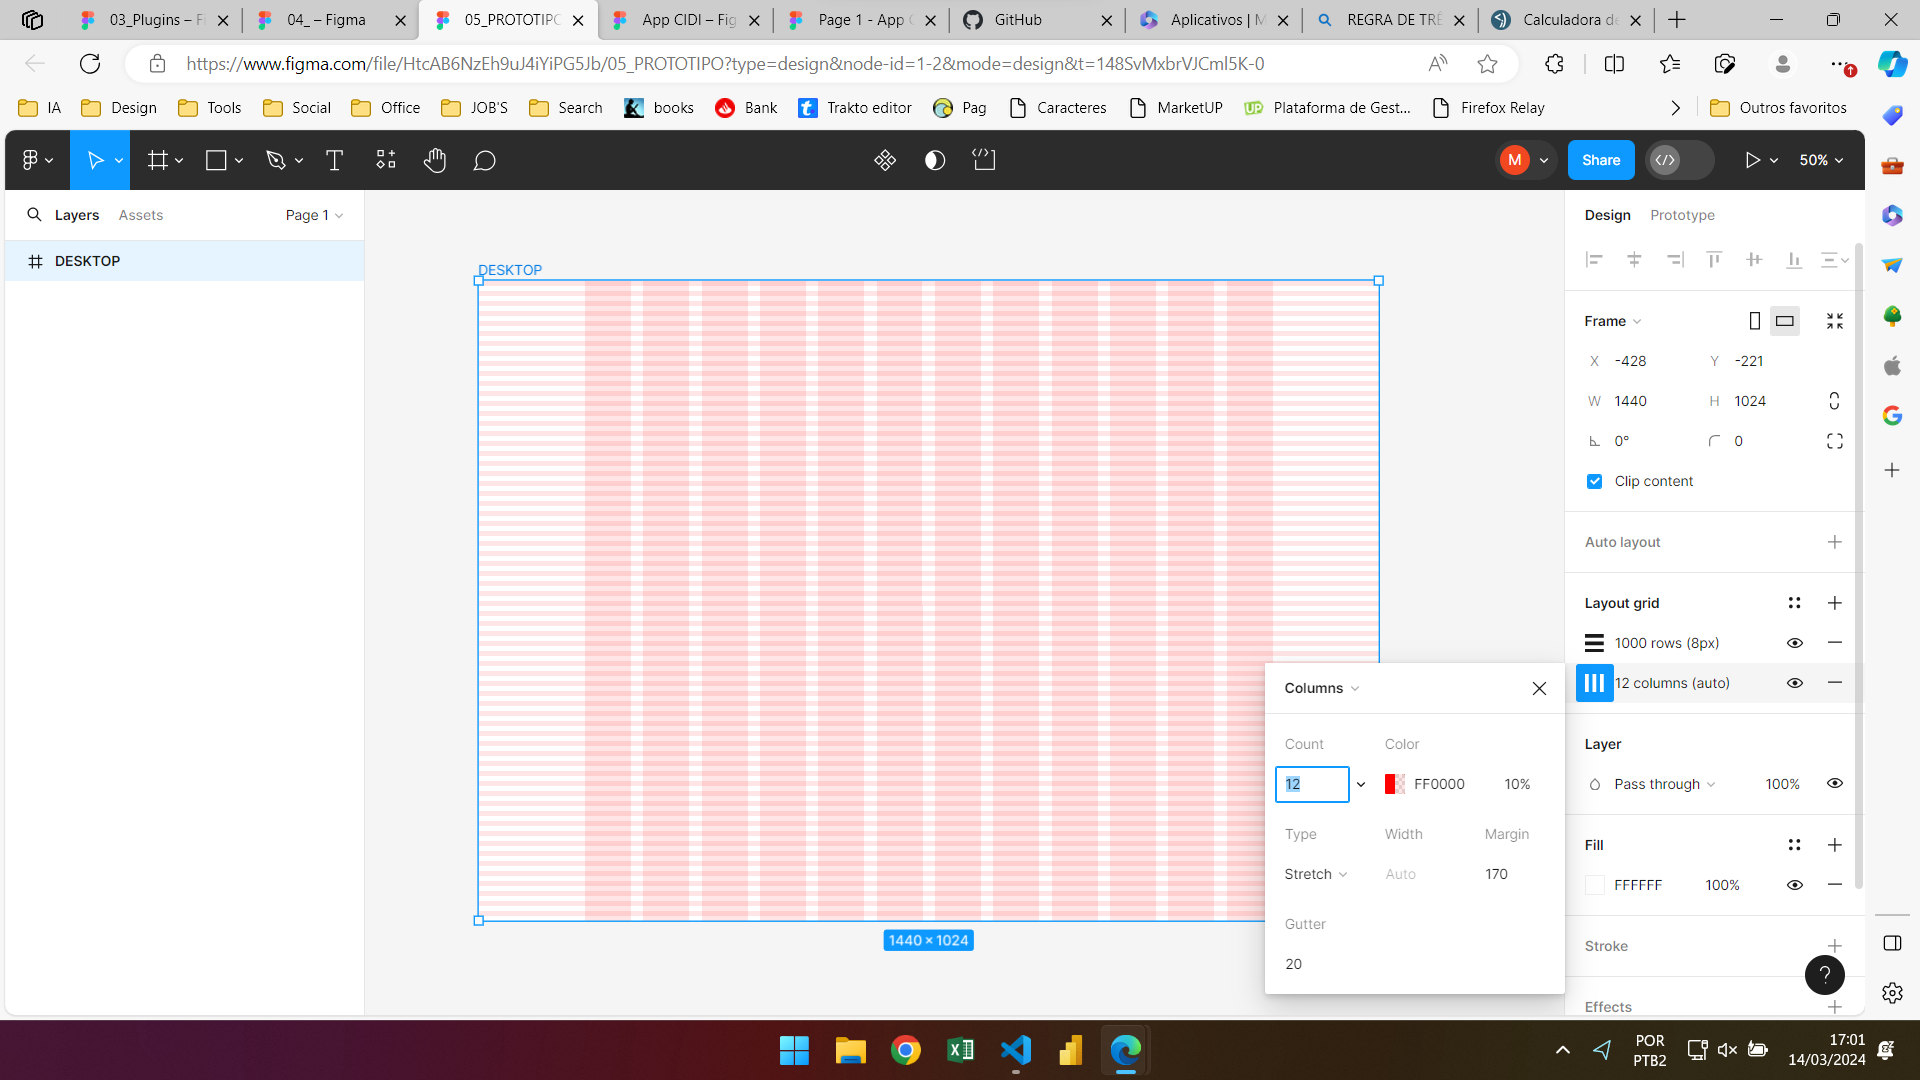 03_Plugins – F
04_ – Figma
05_PROTOTIPO
App CIDI – Fig
Page 1 - App C
GitHub
Aplicativos | M
REGRA DE TRÊ
Calculadora de
https://www.figma.com/file/HtcAB6NzEh9uJ4iYiPG5Jb/05_PROTOTIPO?type=design&node-id=1-2&mode=design&t=148SvMxbrVJCml5K-0
IA
Design
Tools
Social
Office
JOB'S
Search
books
Bank
Trakto editor
Pag
Caracteres
MarketUP
UP
Plataforma de Gest...
Firefox Relay
Outros favoritos
M
Share
50%
Layers
Assets
Page 1
DESKTOP
DESKTOP
1440 × 1024
Design
Prototype
Frame
X -428
Y -221
W 1440
H 1024
0°
0
Clip content
Auto layout
Layout grid
1000 rows (8px)
12 columns (auto)
Layer
Pass through
100%
Fill
FFFFFF
100%
Stroke
Effects
?
Columns
Count
Color
12
FF0000
10%
Type
Width
Margin
Stretch
Auto
170
Gutter
20
POR
PTB2
17:01
14/03/2024